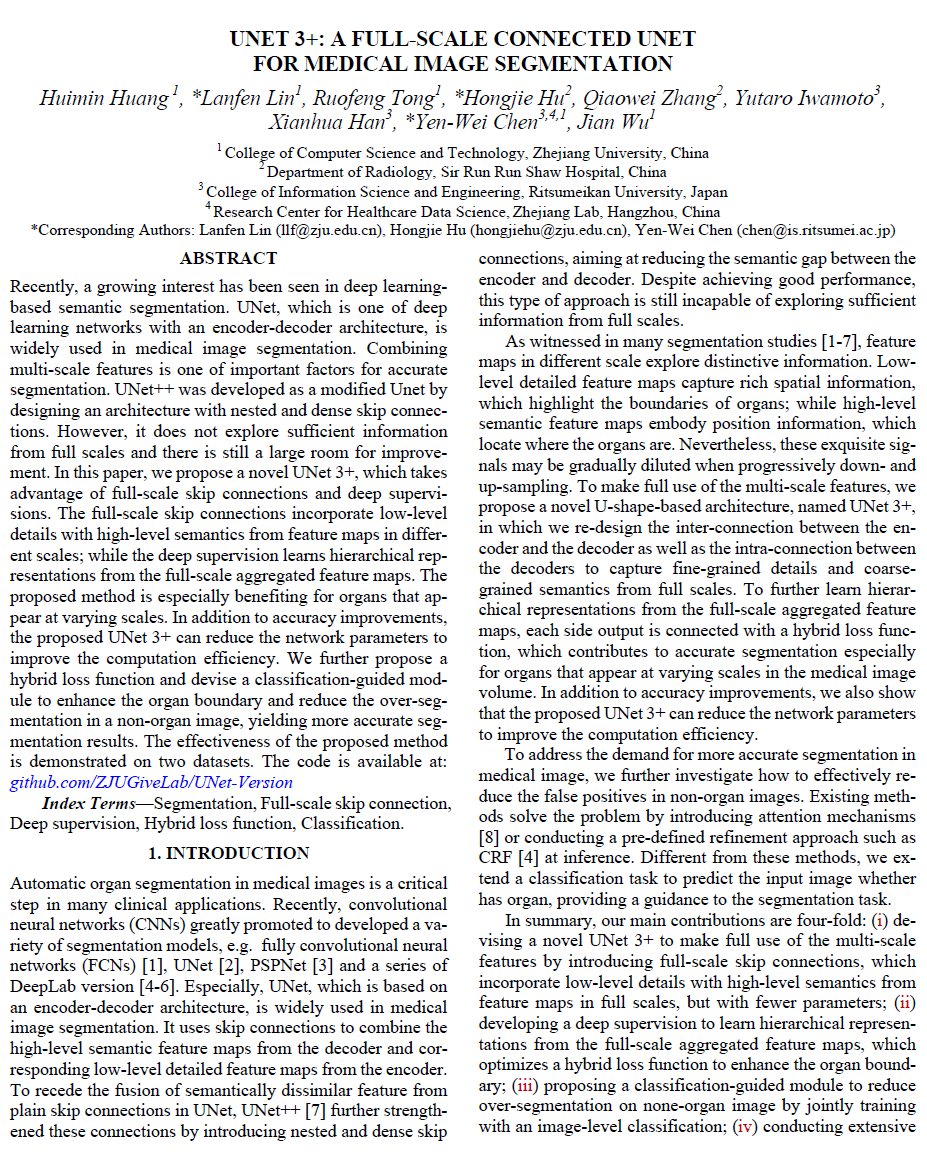 UNET 3+: A FULL-SCALE CONNECTED UNET
FOR MEDICAL IMAGE SEGMENTATION
Huimin Huang1, *Lanfen Lin1, Ruofeng Tong1, *Hongjie Hu2, Qiaowei Zhang2, Yutaro Iwamoto3,
Xianhua Han3, *Yen-Wei Chen3,4,1, Jian Wu1
1 College of Computer Science and Technology, Zhejiang University, China
2 Department of Radiology, Sir Run Run Shaw Hospital, China
3 College of Information Science and Engineering, Ritsumeikan University, Japan
4 Research Center for Healthcare Data Science, Zhejiang Lab, Hangzhou, China
*Corresponding Authors: Lanfen Lin (llf@zju.edu.cn), Hongjie Hu (hongjiehu@zju.edu.cn), Yen-Wei Chen (chen@is.ritsumei.ac.jp)
ABSTRACT
Recently, a growing interest has been seen in deep learning-
based semantic segmentation. UNet, which is one of deep
learning networks with an encoder-decoder architecture, is
widely used in medical image segmentation. Combining
multi-scale features is one of important factors for accurate
segmentation. UNet++ was developed as a modified Unet by
designing an architecture with nested and dense skip connec-
tions. However, it does not explore sufficient information
from full scales and there is still a large room for improve-
ment. In this paper, we propose a novel UNet 3+, which takes
advantage of full-scale skip connections and deep supervi-
sions. The full-scale skip connections incorporate low-level
details with high-level semantics from feature maps in differ-
ent scales; while the deep supervision learns hierarchical rep-
resentations from the full-scale aggregated feature maps. The
proposed method is especially benefiting for organs that ap-
pear at varying scales. In addition to accuracy improvements,
the proposed UNet 3+ can reduce the network parameters to
improve the computation efficiency. We further propose a
hybrid loss function and devise a classification-guided mod-
ule to enhance the organ boundary and reduce the over-seg-
mentation in a non-organ image, yielding more accurate seg-
mentation results. The effectiveness of the proposed method
is demonstrated on two datasets. The code is available at:
github.com/ZJUGiveLab/UNet-Version
Index Terms—Segmentation, Full-scale skip connection,
Deep supervision, Hybrid loss function, Classification.
1. INTRODUCTION
Automatic organ segmentation in medical images is a critical
step in many clinical applications. Recently, convolutional
neural networks (CNNs) greatly promoted to developed a va-
riety of segmentation models, e.g. fully convolutional neural
networks (FCNs) [1], UNet [2], PSPNet [3] and a series of
DeepLab version [4-6]. Especially, UNet, which is based on
an encoder-decoder architecture, is widely used in medical
image segmentation. It uses skip connections to combine the
high-level semantic feature maps from the decoder and cor-
responding low-level detailed feature maps from the encoder.
To recede the fusion of semantically dissimilar feature from
plain skip connections in UNet, UNet++ [7] further strength-
ened these connections by introducing nested and dense skip
connections, aiming at reducing the semantic gap between the
encoder and decoder. Despite achieving good performance,
this type of approach is still incapable of exploring sufficient
information from full scales.
As witnessed in many segmentation studies [1-7], feature
maps in different scale explore distinctive information. Low-
level detailed feature maps capture rich spatial information,
which highlight the boundaries of organs; while high-level
semantic feature maps embody position information, which
locate where the organs are. Nevertheless, these exquisite sig-
nals may be gradually diluted when progressively down- and
up-sampling. To make full use of the multi-scale features, we
propose a novel U-shape-based architecture, named UNet 3+,
in which we re-design the inter-connection between the en-
coder and the decoder as well as the intra-connection between
the decoders to capture fine-grained details and coarse-
grained semantics from full scales. To further learn hierar-
chical representations from the full-scale aggregated feature
maps, each side output is connected with a hybrid loss func-
tion, which contributes to accurate segmentation especially
for organs that appear at varying scales in the medical image
volume. In addition to accuracy improvements, we also show
that the proposed UNet 3+ can reduce the network parameters
to improve the computation efficiency.
To address the demand for more accurate segmentation in
medical image, we further investigate how to effectively re-
duce the false positives in non-organ images. Existing meth-
ods solve the problem by introducing attention mechanisms
[8] or conducting a pre-defined refinement approach such as
CRF [4] at inference. Different from these methods, we ex-
tend a classification task to predict the input image whether
has organ, providing a guidance to the segmentation task.
In summary, our main contributions are four-fold: (i) de-
vising a novel UNet 3+ to make full use of the multi-scale
features by introducing full-scale skip connections, which
incorporate low-level details with high-level semantics from
feature maps in full scales, but with fewer parameters; (ii)
developing a deep supervision to learn hierarchical represen-
tations from the full-scale aggregated feature maps, which
optimizes a hybrid loss function to enhance the organ bound-
ary; (iii) proposing a classification-guided module to reduce
over-segmentation on none-organ image by jointly training
with an image-level classification; (iv) conducting extensive